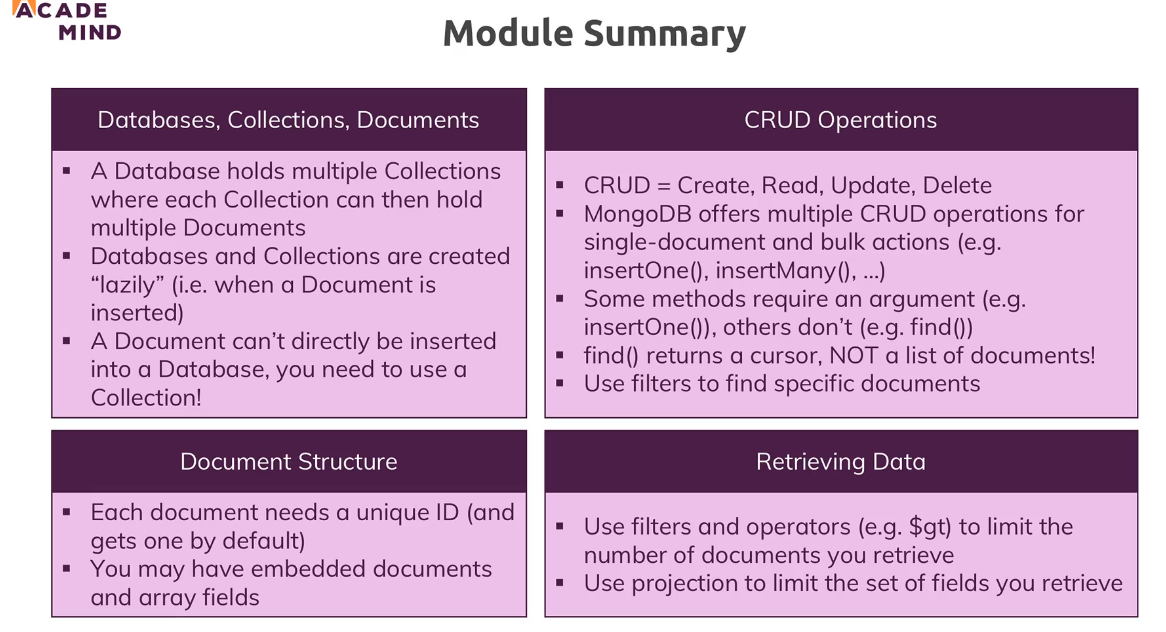 ACADE
MIND
Module Summary
Databases, Collections, Documents
▪ A Database holds multiple Collections
where each Collection can then hold
multiple Documents
▪ Databases and Collections are created
“lazily” (i.e. when a Document is
inserted)
▪ A Document can’t directly be inserted
into a Database, you need to use a
Collection!
CRUD Operations
▪ CRUD = Create, Read, Update, Delete
▪ MongoDB offers multiple CRUD operations for
single-document and bulk actions (e.g.
insertOne(), insertMany(), ...)
▪ Some methods require an argument (e.g.
insertOne()), others don’t (e.g. find())
▪ find() returns a cursor, NOT a list of documents!
▪ Use filters to find specific documents
Document Structure
▪ Each document needs a unique ID (and
gets one by default)
▪ You may have embedded documents
and array fields
Retrieving Data
▪ Use filters and operators (e.g. $gt) to limit the
number of documents you retrieve
▪ Use projection to limit the set of fields you retrieve